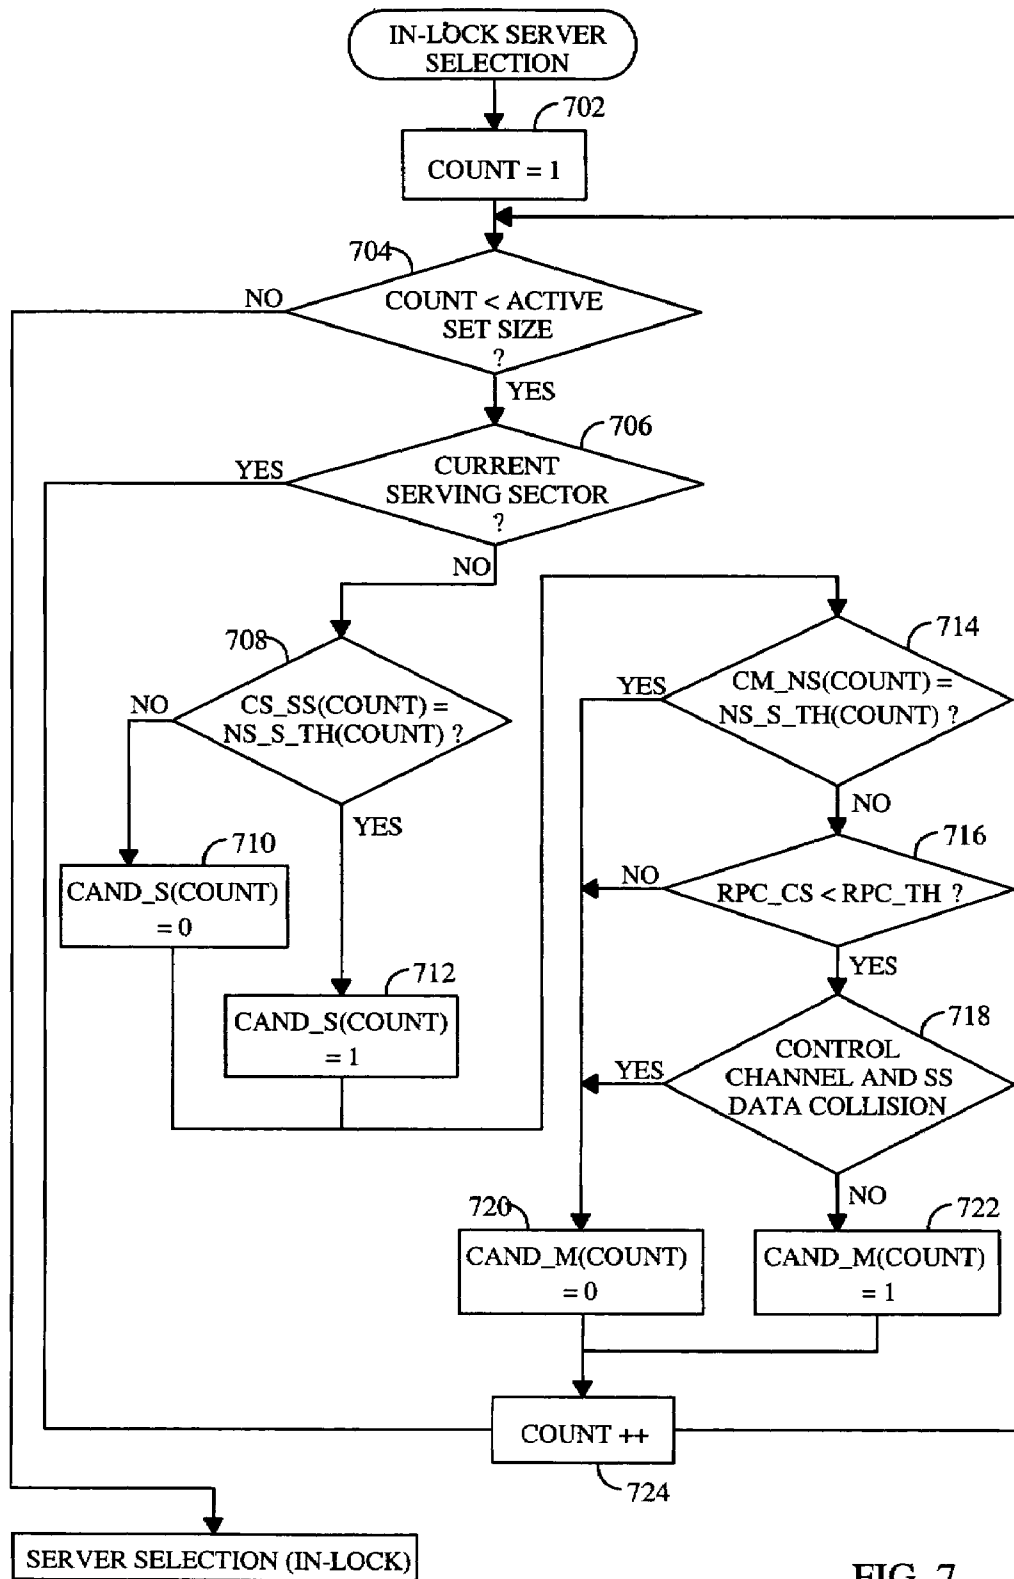 IN-LOCK SERVER
SELECTION
702
COUNT = 1
704
NO
COUNT < ACTIVE
SET SIZE
?
YES
706
YES
CURRENT
SERVING SECTOR
?
NO
708
NO
CS_SS(COUNT) =
NS_S_TH(COUNT) ?
YES
710
CAND_S(COUNT)
= 0
712
CAND_S(COUNT)
= 1
714
YES
CM_NS(COUNT) =
NS_S_TH(COUNT) ?
NO
716
NO
RPC_CS < RPC_TH ?
YES
718
YES
CONTROL
CHANNEL AND SS
DATA COLLISION
NO
720
CAND_M(COUNT)
= 0
722
CAND_M(COUNT)
= 1
COUNT ++
724
SERVER SELECTION (IN-LOCK)
FIG. 7